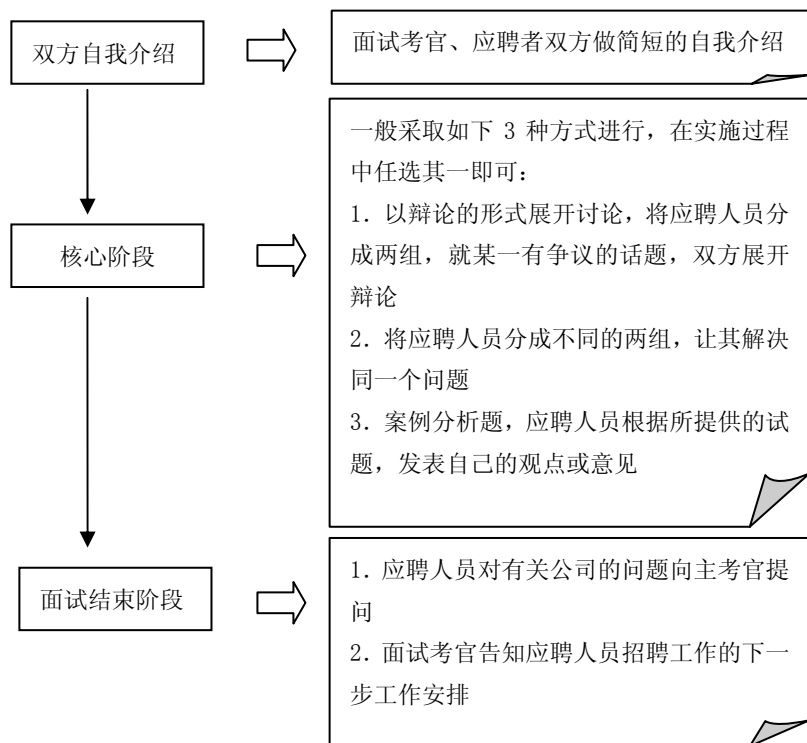 双方自我介绍
面试考官、应聘者双方做简短的自我介绍
核心阶段
一般采取如下 3 种方式进行，在实施过程
中任选其一即可：
1．以辩论的形式展开讨论，将应聘人员分
成两组，就某一有争议的话题，双方展开
辩论
2．将应聘人员分成不同的两组，让其解决
同一个问题
3．案例分析题，应聘人员根据所提供的试
题，发表自己的观点或意见
面试结束阶段
1．应聘人员对有关公司的问题向主考官提
问
2．面试考官告知应聘人员招聘工作的下一
步工作安排